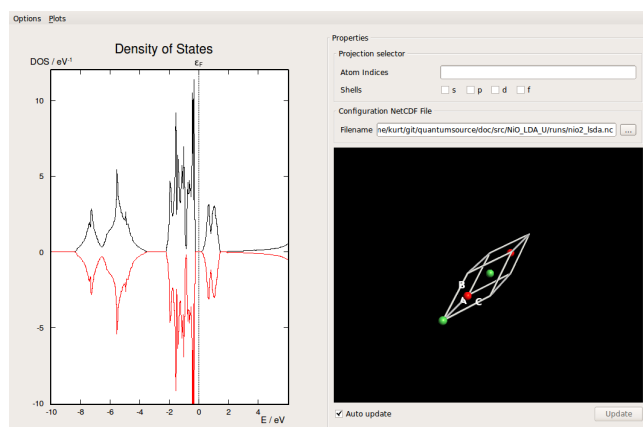 Options Plots
Density of States
DOS / eV-1
εF
10
5
0
-5
-10
-10 -8 -6 -4 -2 0 2 4
E / eV
Properties
Projection selector
Atom Indices
Shells s p d f
Configuration NetCDF File
Filename ne/kurt/git/quantumsource/doc/src/NiO_LDA_U/runs/nio2_lsda.nc ...
B
A C
Auto update Update